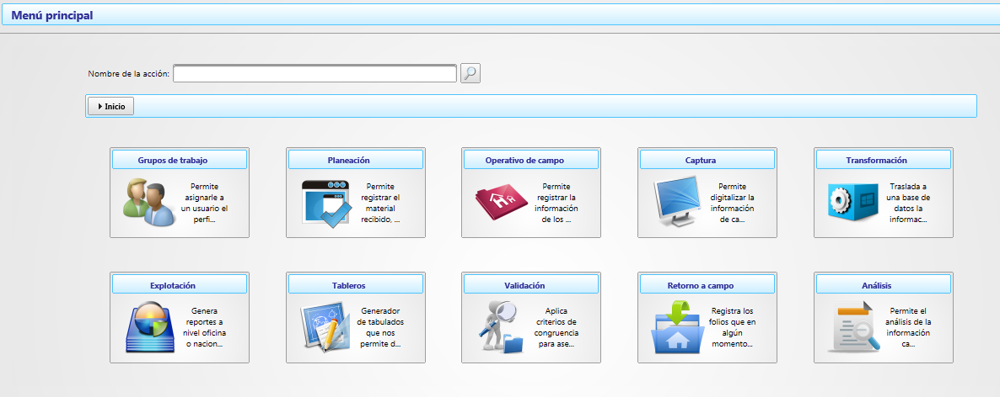 Menú principal
Nombre de la acción:
Inicio
Grupos de trabajo
Permite
asignarle a
un usuario el
perfi...
Planeación
Permite
registrar el
material
recibido, ...
Operativo de campo
Permite
registrar la
información
de los ...
Captura
Permite
digitalizar la
información
de ca...
Transformación
Traslada a
una base de
datos la
informac...
Explotación
Genera
reportes a
nivel oficina
o nacion...
Tableros
Generador
de tabulados
que nos
permite d...
Validación
Aplica
criterios de
congruencia
para ase...
Retorno a campo
Registra los
folios que en
algún
momento...
Análisis
Permite el
análisis de la
información
ca...